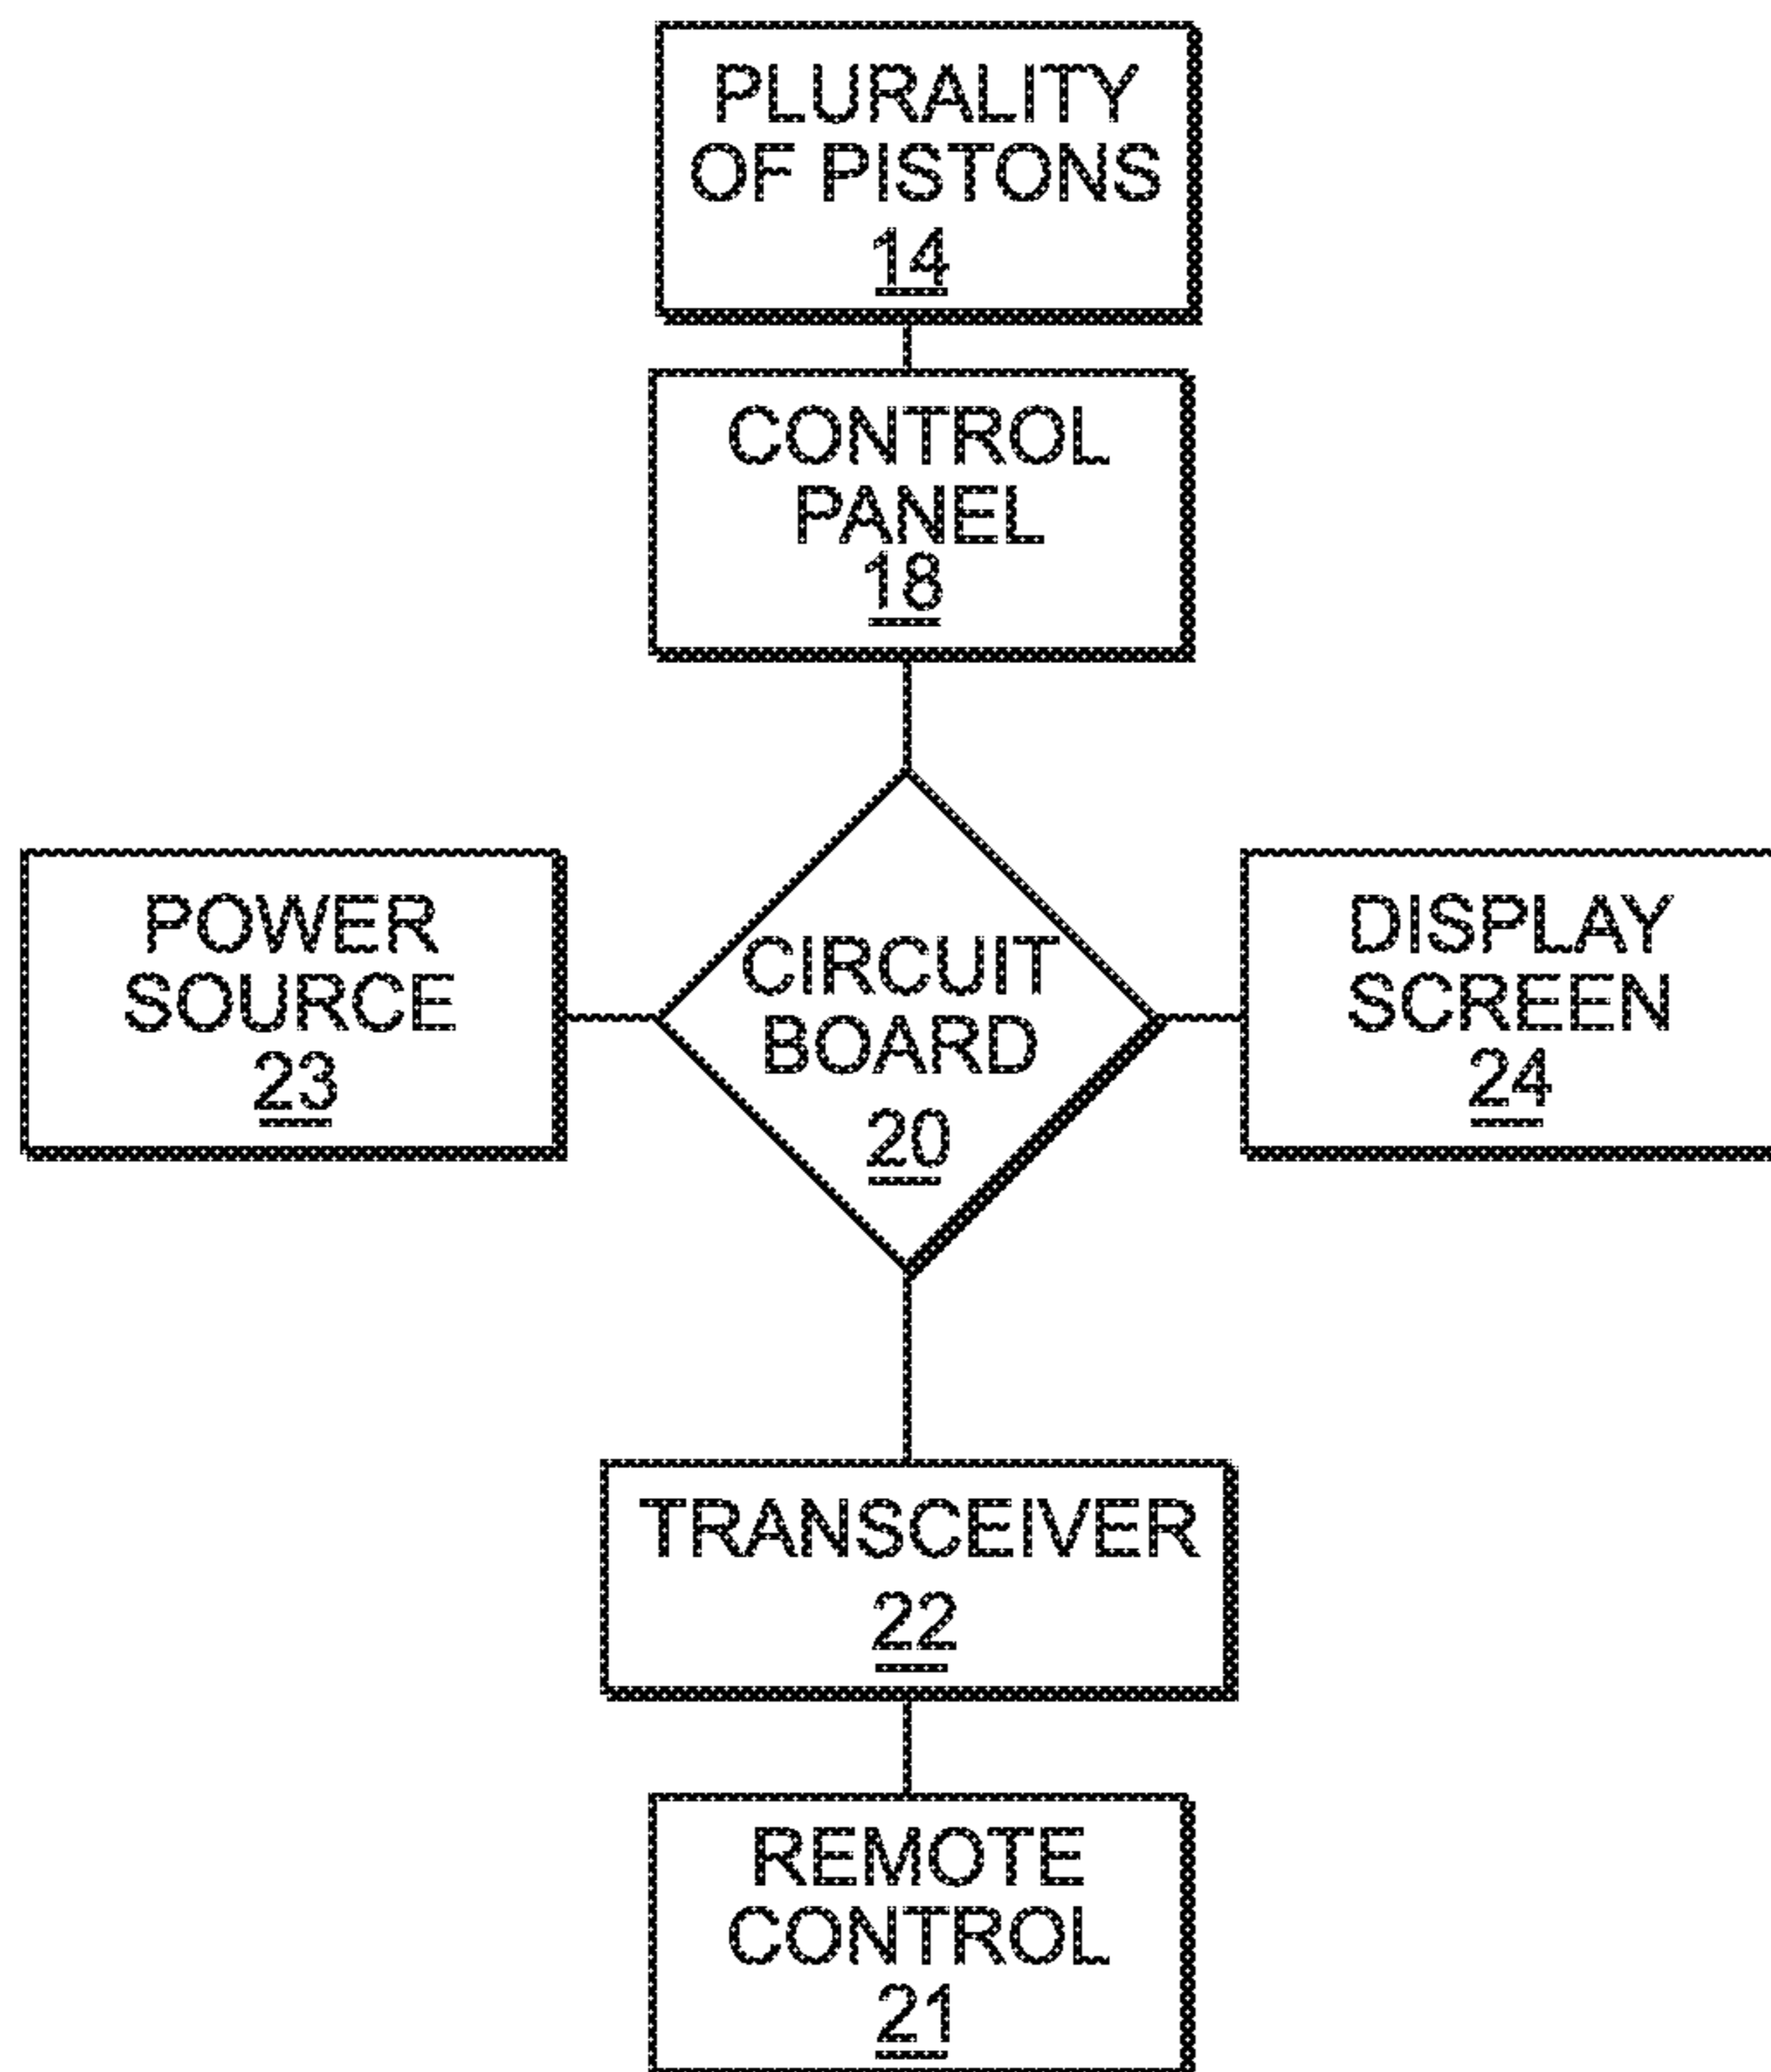 PLURALITY
OF PISTONS
14
CONTROL
PANEL
18
POWER
SOURCE
23
CIRCUIT
BOARD
20
DISPLAY
SCREEN
24
TRANSCEIVER
22
REMOTE
CONTROL
21